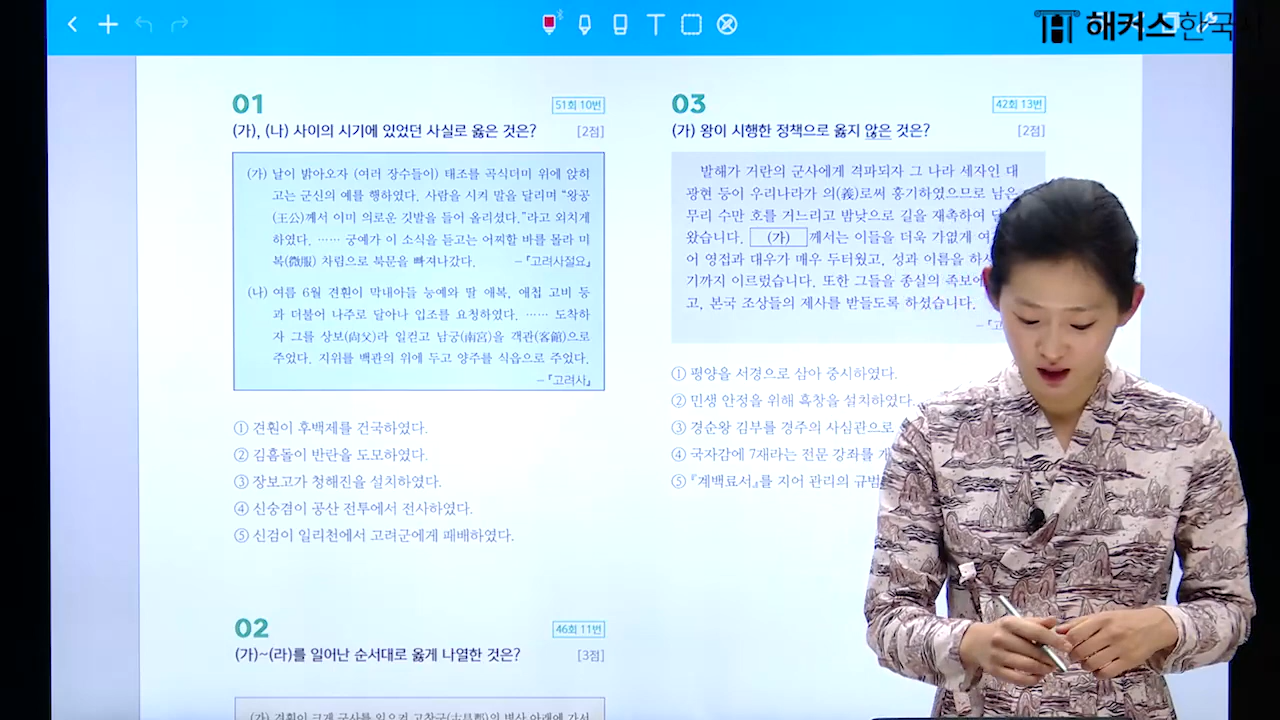 해커스한국사
01
51회 10번
(가), (나) 사이의 시기에 있었던 사실로 옳은 것은?
[2점]
(가) 날이 밝아오자 (여러 장수들이) 태조를 곡식더미 위에 앉히
고는 군신의 예를 행하였다. 사람을 시켜 말을 달리며 “왕공
(王公)께서 이미 의로운 깃발을 들어 올리셨다.”라고 외치게
하였다. …… 궁예가 이 소식을 듣고는 어찌할 바를 몰라 미
복(微服) 차림으로 북문을 빠져나갔다. -『고려사절요』
(나) 여름 6월 견훤이 막내아들 능예와 딸 애복, 애첩 고비 등
과 더불어 나주로 달아나 입조를 요청하였다. …… 도착하
자 그를 상보(尙父)라 일컫고 남궁(南宮)을 객관(客館)으로
주었다. 지위를 백관의 위에 두고 양주를 식읍으로 주었다.
-『고려사』
① 견훤이 후백제를 건국하였다.
② 김흠돌이 반란을 도모하였다.
③ 장보고가 청해진을 설치하였다.
④ 신숭겸이 공산 전투에서 전사하였다.
⑤ 신검이 일리천에서 고려군에게 패배하였다.
02
46회 11번
(가)~(라)를 일어난 순서대로 옳게 나열한 것은?
[3점]
(가) 견훤이 크게 군사를 일으켜 고창군(古昌郡)의 병산 아래에 가서
03
42회 13번
(가) 왕이 시행한 정책으로 옳지 않은 것은?
[2점]
발해가 거란의 군사에게 격파되자 그 나라 세자인 대
광현 등이 우리나라가 의(義)로써 흥기하였으므로 남은
무리 수만 호를 거느리고 밤낮으로 길을 재촉하여
왔습니다. (가) 께서는 이들을 더욱 가엾게
어 영접과 대우가 매우 두터웠고, 성과 이름을
기까지 이르렀습니다. 또한 그들을 종실의 족보에
고, 본국 조상들의 제사를 받들도록 하셨습니다.
① 평양을 서경으로 삼아 중시하였다.
② 민생 안정을 위해 흑창을 설치하였다.
③ 경순왕 김부를 경주의 사심관으로
④ 국자감에 7재라는 전문 강좌를
⑤ 『계백료서』를 지어 관리의 규범